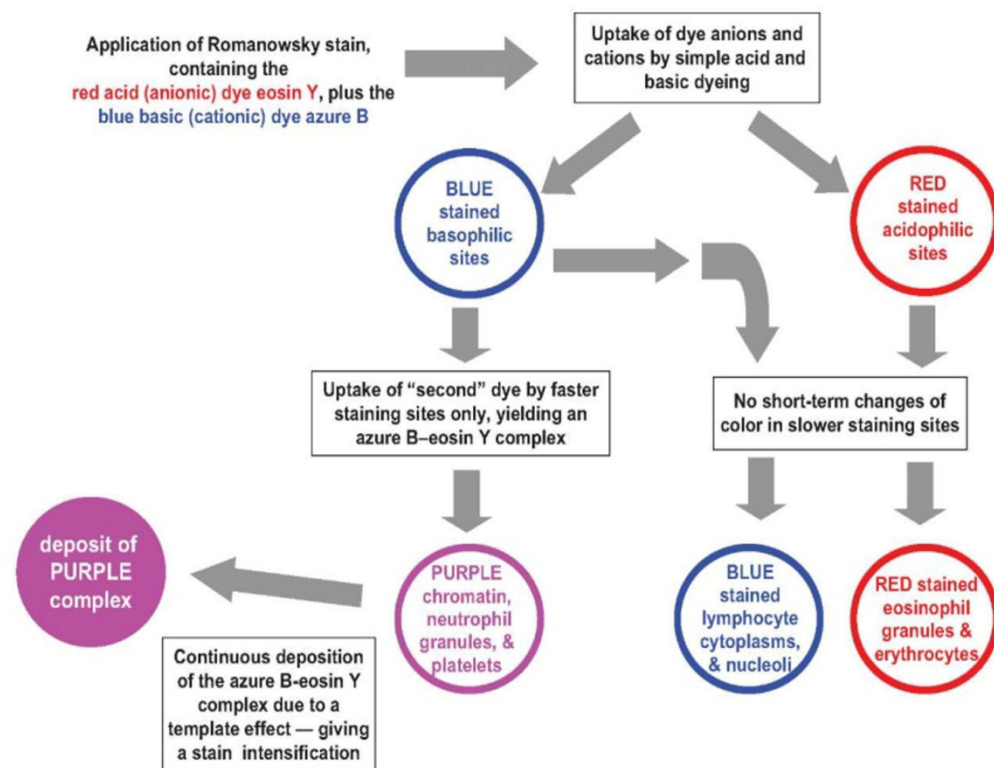 Application of Romanowsky stain,
containing the
red acid (anionic) dye eosin Y, plus the
blue basic (cationic) dye azure B
Uptake of dye anions and
cations by simple acid and
basic dyeing
BLUE
stained
basophilic
sites
RED
stained
acidophilic
sites
Uptake of “second” dye by faster
staining sites only, yielding an
azure B–eosin Y complex
No short-term changes of
color in slower staining sites
deposit of
PURPLE
complex
PURPLE
chromatin,
neutrophil
granules, &
platelets
BLUE
stained
lymphocyte
cytoplasms,
& nucleoli
RED stained
eosinophil
granules &
erythrocytes
Continuous deposition
of the azure B-eosin Y
complex due to a
template effect — giving
a stain intensification